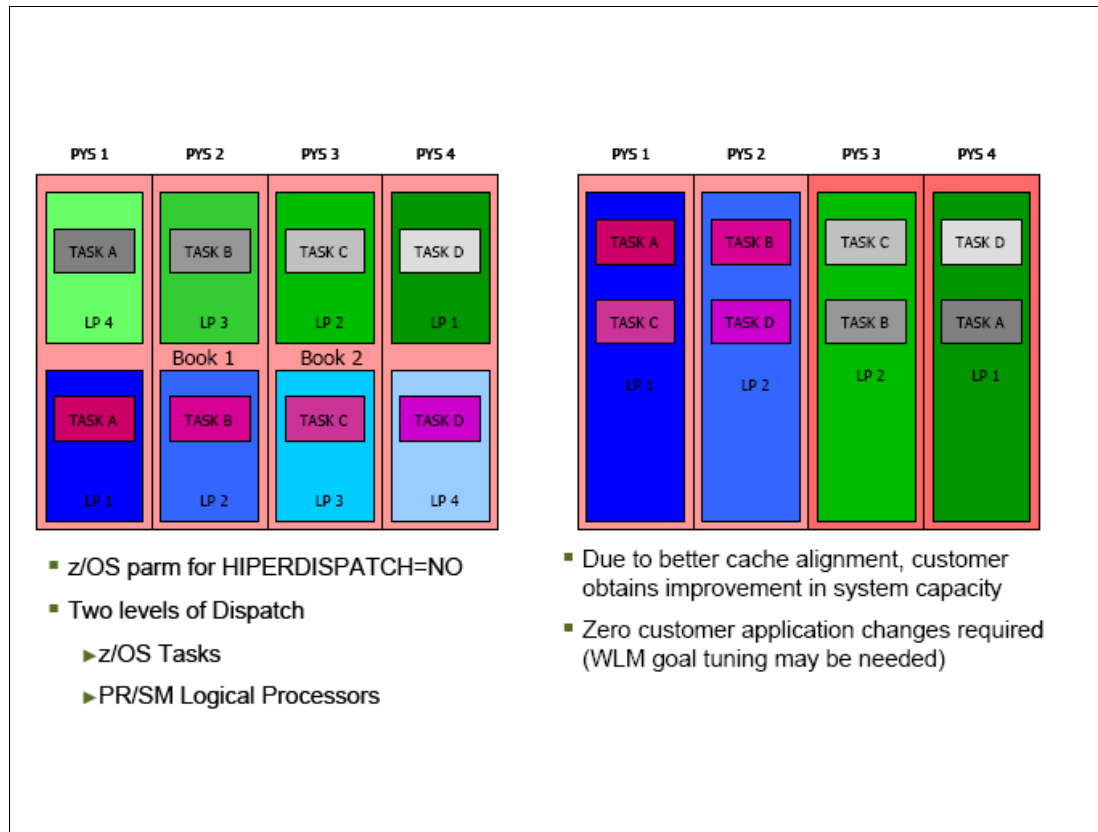 PYS 1 PYS 2 PYS 3 PYS 4
TASK A TASK B TASK C TASK D
LP 4 LP 3 LP 2 LP 1
Book 1 Book 2
TASK A TASK B TASK C TASK D
LP 1 LP 2 LP 3 LP 4
▪ z/OS parm for HIPERDISPATCH=NO
▪ Two levels of Dispatch
►z/OS Tasks
►PR/SM Logical Processors
PYS 1 PYS 2 PYS 3 PYS 4
TASK A TASK B TASK C TASK D
TASK C TASK D TASK B TASK A
LP 1 LP 2 LP 2 LP 1
▪ Due to better cache alignment, customer
obtains improvement in system capacity
▪ Zero customer application changes required
(WLM goal tuning may be needed)